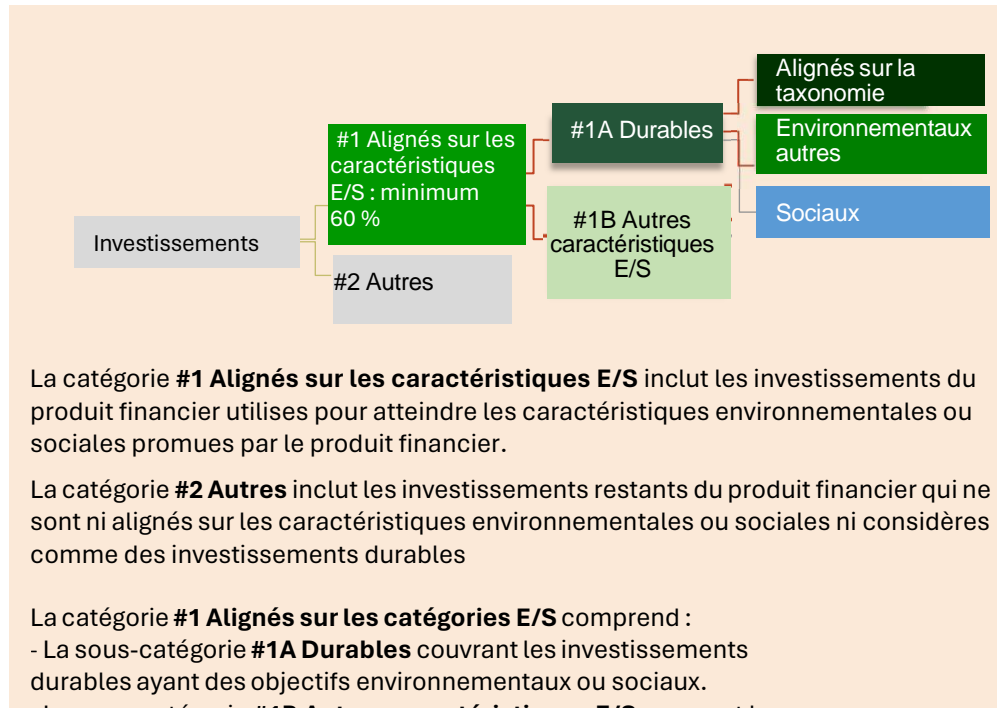 Alignés sur la
taxonomie
#1A Durables
Environnementaux
autres
#1 Alignés sur les
caractéristiques
E/S : minimum
60 %
Sociaux
#1B Autres
caractéristiques
E/S
Investissements
#2 Autres
La catégorie #1 Alignés sur les caractéristiques E/S inclut les investissements du
produit financier utilises pour atteindre les caractéristiques environnementales ou
sociales promues par le produit financier.
La catégorie #2 Autres inclut les investissements restants du produit financier qui ne
sont ni alignés sur les caractéristiques environnementales ou sociales ni considères
comme des investissements durables
La catégorie #1 Alignés sur les catégories E/S comprend :
- La sous-catégorie #1A Durables couvrant les investissements
durables ayant des objectifs environnementaux ou sociaux.